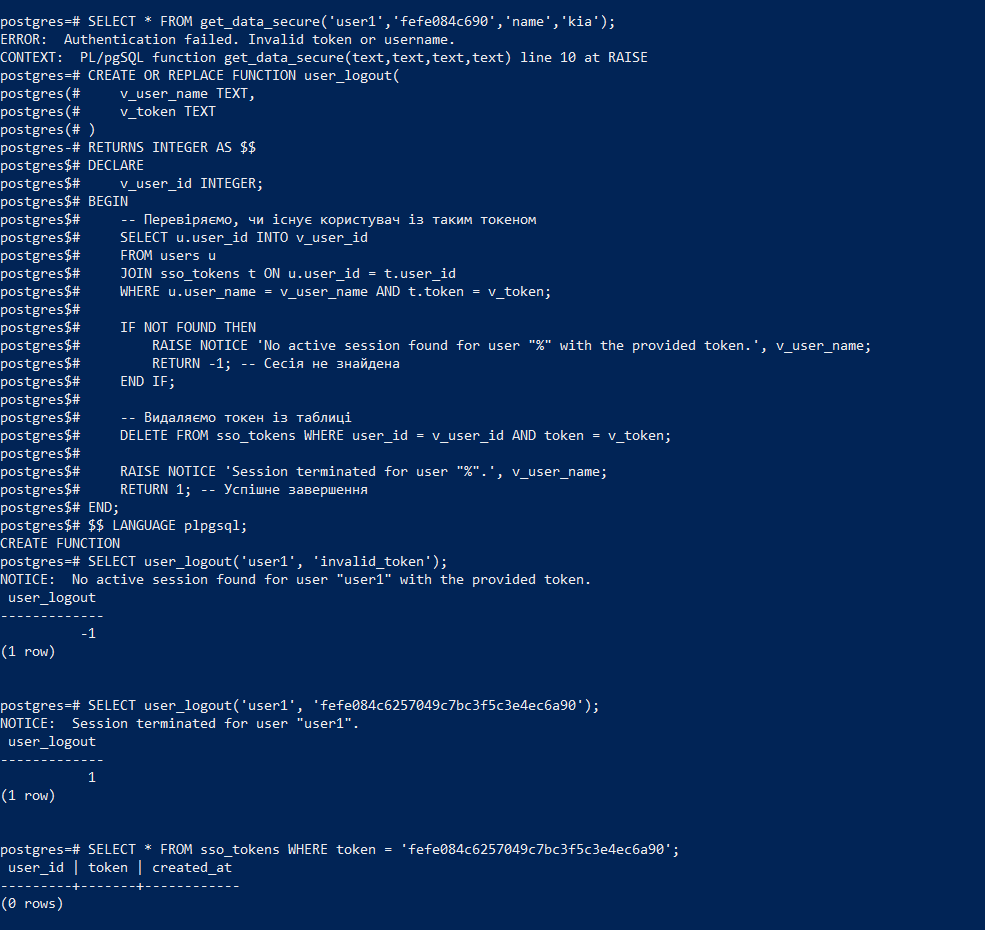 postgres=# SELECT * FROM get_data_secure('user1','fefe084c690','name','kia');
ERROR:  Authentication failed. Invalid token or username.
CONTEXT:  PL/pgSQL function get_data_secure(text,text,text,text) line 10 at RAISE
postgres=# CREATE OR REPLACE FUNCTION user_logout(
postgres(#     v_user_name TEXT,
postgres(#     v_token TEXT
postgres(# )
postgres-# RETURNS INTEGER AS $$
postgres$# DECLARE
postgres$#     v_user_id INTEGER;
postgres$# BEGIN
postgres$#     -- Перевіряємо, чи існує користувач із таким токеном
postgres$#     SELECT u.user_id INTO v_user_id
postgres$#     FROM users u
postgres$#     JOIN sso_tokens t ON u.user_id = t.user_id
postgres$#     WHERE u.user_name = v_user_name AND t.token = v_token;
postgres$#
postgres$#     IF NOT FOUND THEN
postgres$#         RAISE NOTICE 'No active session found for user "%" with the provided token.', v_user_name;
postgres$#         RETURN -1; -- Сесія не знайдена
postgres$#     END IF;
postgres$#
postgres$#     -- Видаляємо токен із таблиці
postgres$#     DELETE FROM sso_tokens WHERE user_id = v_user_id AND token = v_token;
postgres$#
postgres$#     RAISE NOTICE 'Session terminated for user "%".', v_user_name;
postgres$#     RETURN 1; -- Успішне завершення
postgres$# END;
postgres$# $$ LANGUAGE plpgsql;
CREATE FUNCTION
postgres=# SELECT user_logout('user1', 'invalid_token');
NOTICE:  No active session found for user "user1" with the provided token.
 user_logout
-------------
          -1
(1 row)
postgres=# SELECT user_logout('user1', 'fefe084c6257049c7bc3f5c3e4ec6a90');
NOTICE:  Session terminated for user "user1".
 user_logout
-------------
           1
(1 row)
postgres=# SELECT * FROM sso_tokens WHERE token = 'fefe084c6257049c7bc3f5c3e4ec6a90';
 user_id | token | created_at
---------+-------+------------
(0 rows)